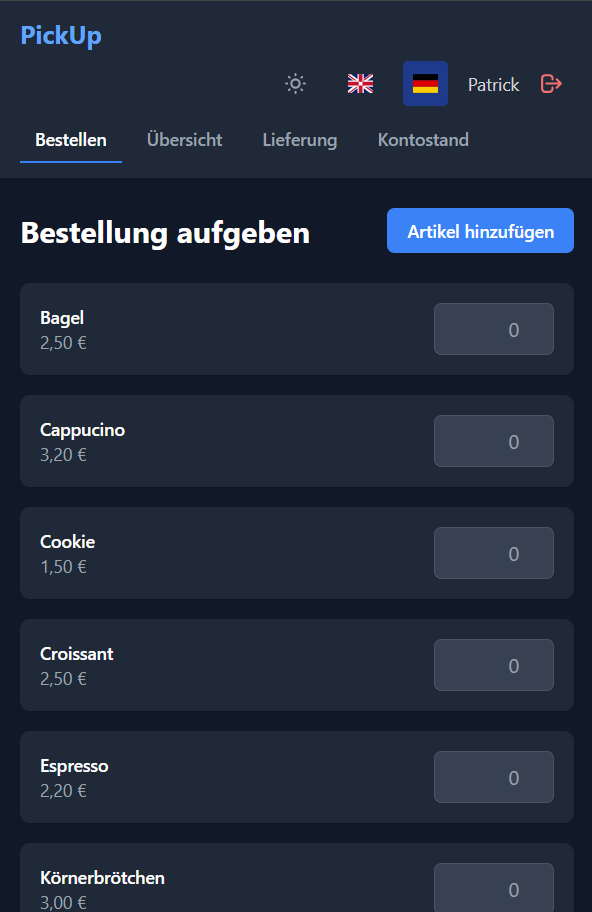 PickUp
Patrick
Bestellen Übersicht Lieferung Kontostand
Bestellung aufgeben Artikel hinzufügen
Bagel
2,50 €
0
Cappucino
3,20 €
0
Cookie
1,50 €
0
Croissant
2,50 €
0
Espresso
2,20 €
0
Körnerbrötchen
3,00 €
0